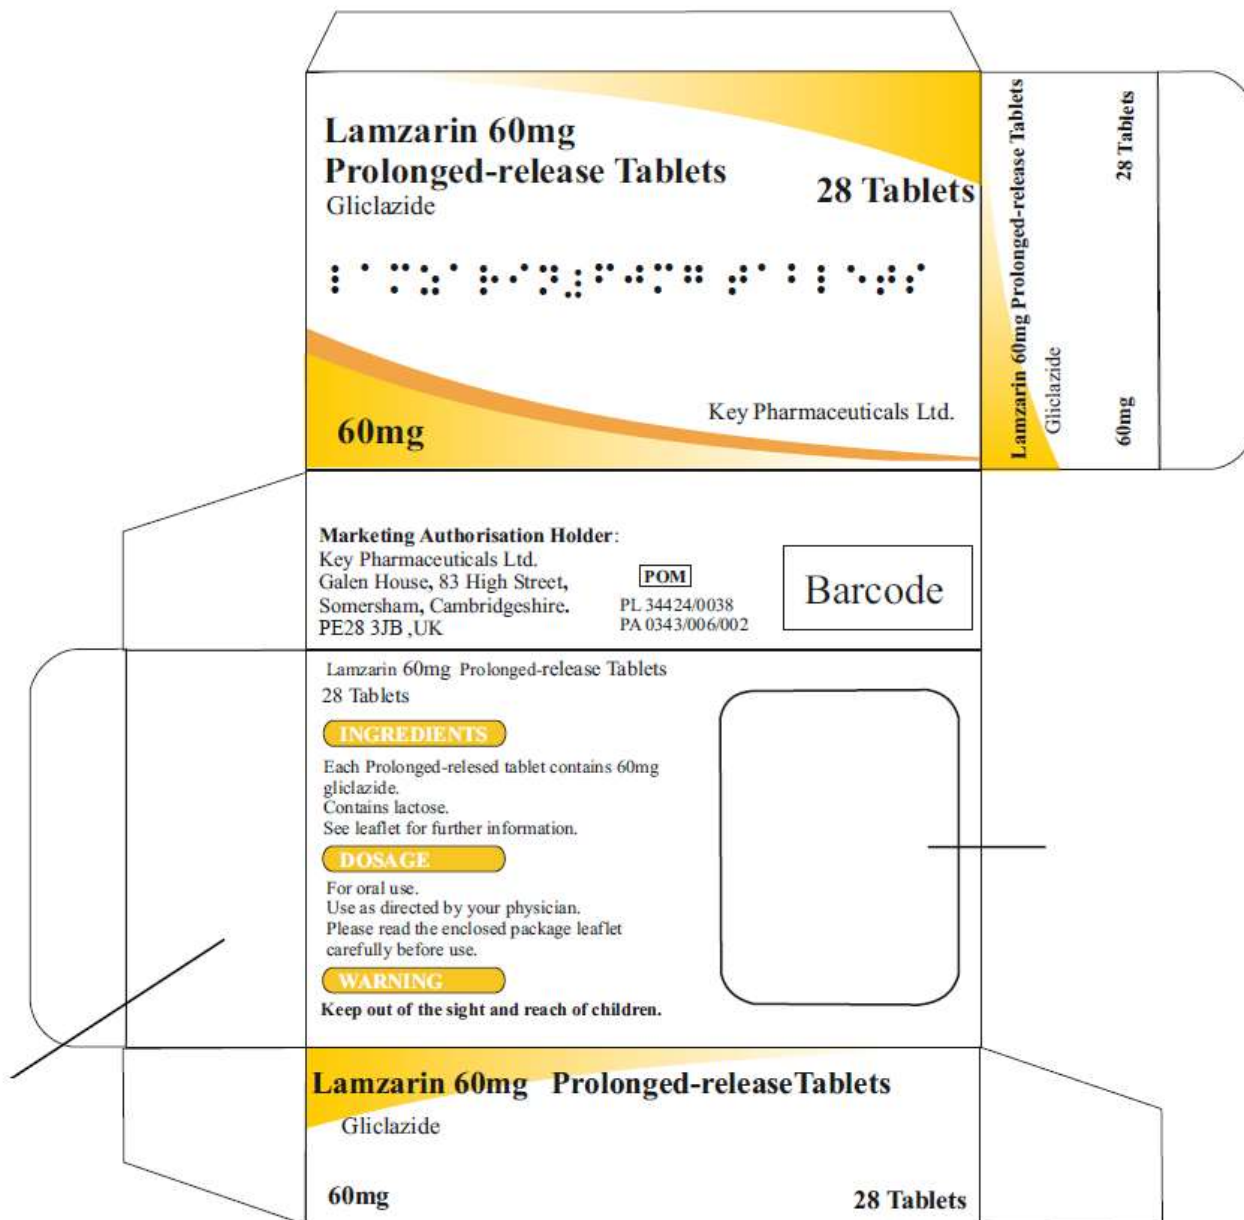 Lamzarin 60mg
Prolonged-release Tablets
Gliclazide
28 Tablets
⠇⠁⠍⠵⠁⠗⠊⠝⠼⠋⠚⠍⠛ ⠞⠁⠃⠇⠑⠞⠎
60mg
Key Pharmaceuticals Ltd.
Lamzarin 60mg Prolonged-release Tablets
Gliclazide
60mg
28 Tablets
Marketing Authorisation Holder:
Key Pharmaceuticals Ltd.
Galen House, 83 High Street,
Somersham, Cambridgeshire.
PE28 3JB ,UK
POM
PL 34424/0038
PA 0343/006/002
Barcode
Lamzarin 60mg Prolonged-release Tablets
28 Tablets
INGREDIENTS
Each Prolonged-relesed tablet contains 60mg
gliclazide.
Contains lactose.
See leaflet for further information.
DOSAGE
For oral use.
Use as directed by your physician.
Please read the enclosed package leaflet
carefully before use.
WARNING
Keep out of the sight and reach of children.
Lamzarin 60mg Prolonged-releaseTablets
Gliclazide
60mg
28 Tablets